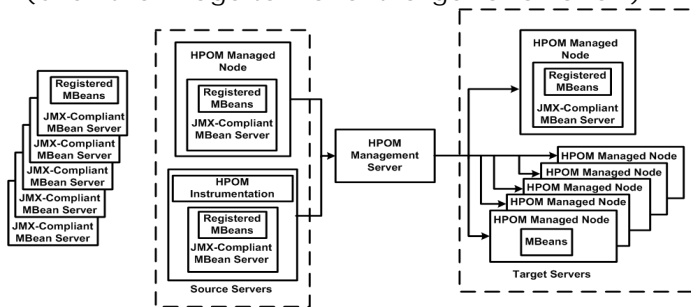 Registered
MBeans
JMX-Compliant
MBean Server
JMX-Compliant
MBean Server
JMX-Compliant
MBean Server
JMX-Compliant
MBean Server
JMX-Compliant
MBean Server
HPOM Managed
Node
Registered
MBeans
JMX-Compliant
MBean Server
HPOM
Instrumentation
Registered
MBeans
JMX-Compliant
MBean Server
Source Servers
HPOM
Management
Server
HPOM Managed
Node
Registered
MBeans
JMX-Compliant
MBean Server
HPOM Managed Node
HPOM Managed Node
HPOM Managed Node
HPOM Managed Node
HPOM Managed Node
MBeans
Target Servers